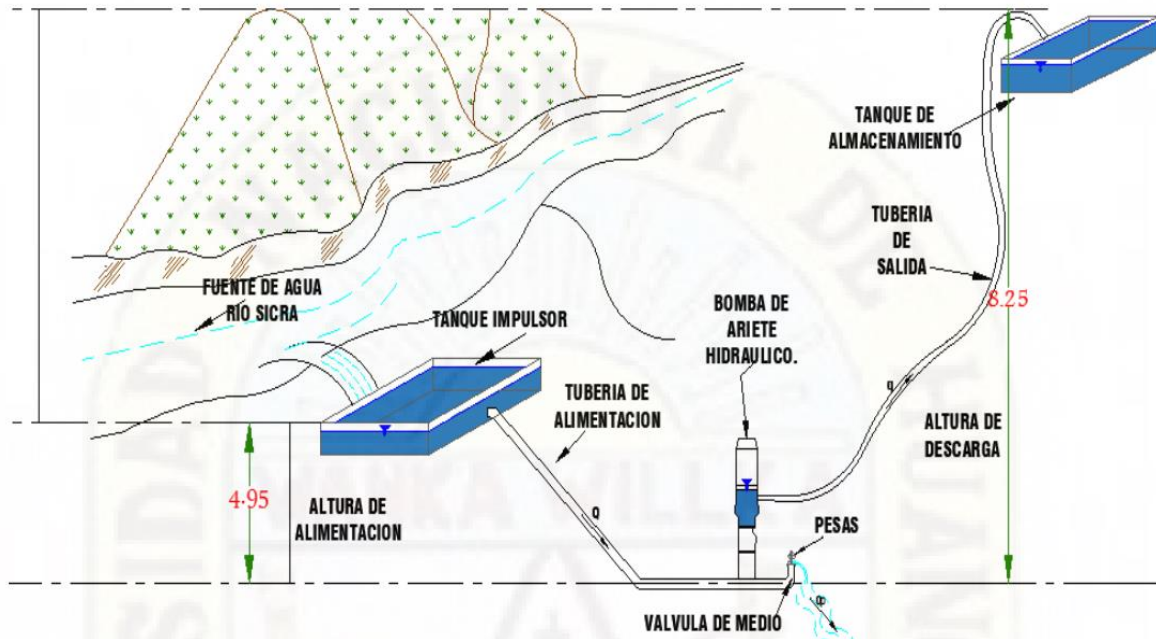 TANQUE DE
ALMACENAMIENTO
TUBERIA
DE
SALIDA
8.25
FUENTE DE AGUA
RIO SICRA
TANQUE IMPULSOR
BOMBA DE
ARIETE
HIDRAULICO.
TUBERIA DE
ALIMENTACION
Q
ALTURA DE
DESCARGA
4.95
ALTURA DE
ALIMENTACION
Q
PESAS
VALVULA DE MEDIO